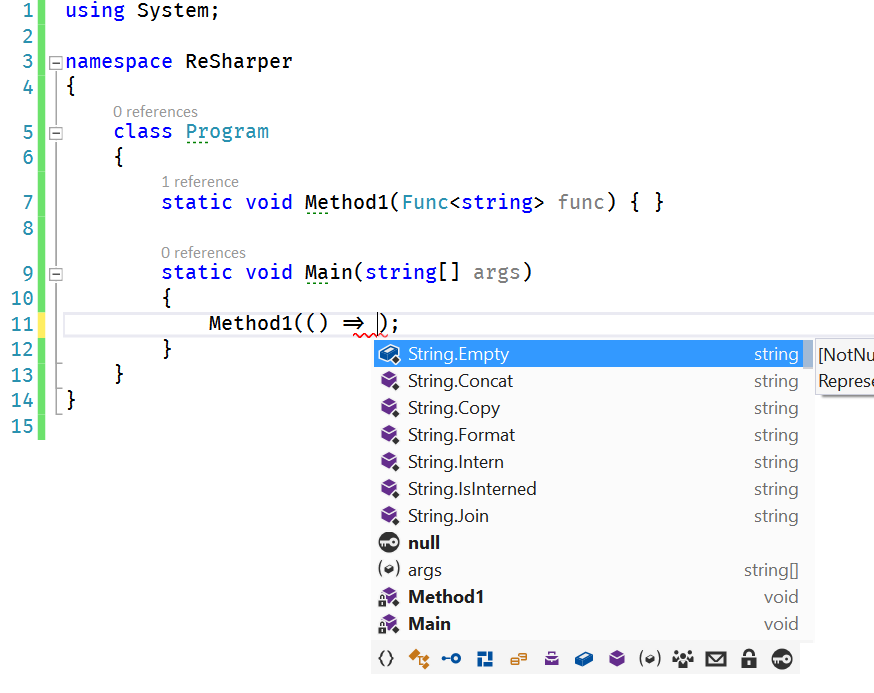 1 using System;
2
3 namespace ReSharper
4 {
0 references
5 class Program
6 {
1 reference
7 static void Method1(Func<string> func) { }
8
0 references
9 static void Main(string[] args)
10 {
11 Method1(() => );
12 }
13 }
14 }
15
String.Empty string
[NotNu
String.Concat string
Represe
String.Copy string
String.Format string
String.Intern string
String.IsInterned string
String.Join string
null
args string[]
Method1 void
Main void